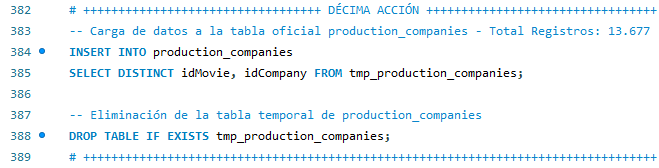 382 # ++++++++++++++++++++++++++++++++++ DÉCIMA ACCIÓN +++++++++++++++++++++++++++++++++
383 -- Carga de datos a la tabla oficial production_companies - Total Registros: 13.677
384 INSERT INTO production_companies
385 SELECT DISTINCT idMovie, idCompany FROM tmp_production_companies;
386
387 -- Eliminación de la tabla temporal de production_companies
388 DROP TABLE IF EXISTS tmp_production_companies;
389 # ++++++++++++++++++++++++++++++++++++++++++++++++++++++++++++++++++++++++++++++++++